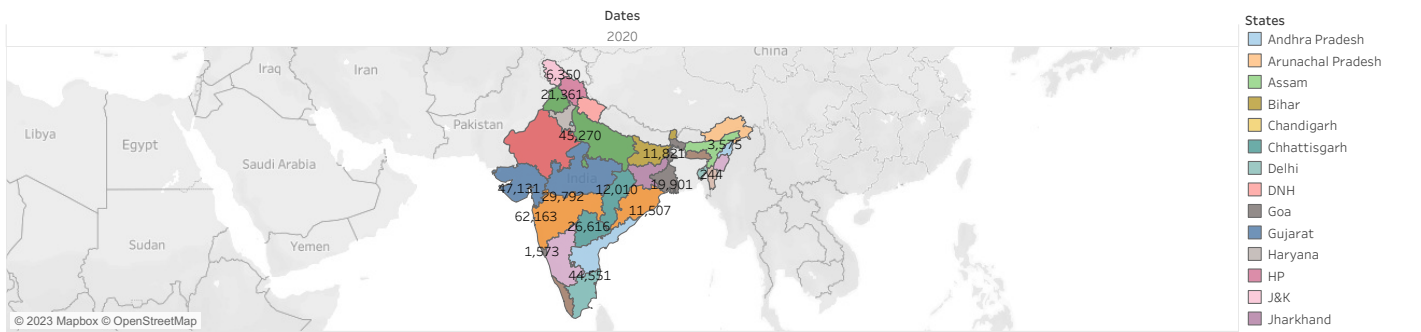 Dates
2020
China
Iraq
Iran
6,350
21,361
Pakistan
45,270
Libya
Egypt
3,575
11,821
Saudi Arabia
India
244
47,131
29,792
12,010
19,901
62,163
11,507
26,616
Sudan
Yemen
1,573
44,551
© 2023 Mapbox © OpenStreetMap
States
Andhra Pradesh
Arunachal Pradesh
Assam
Bihar
Chandigarh
Chhattisgarh
Delhi
DNH
Goa
Gujarat
Haryana
HP
J&K
Jharkhand